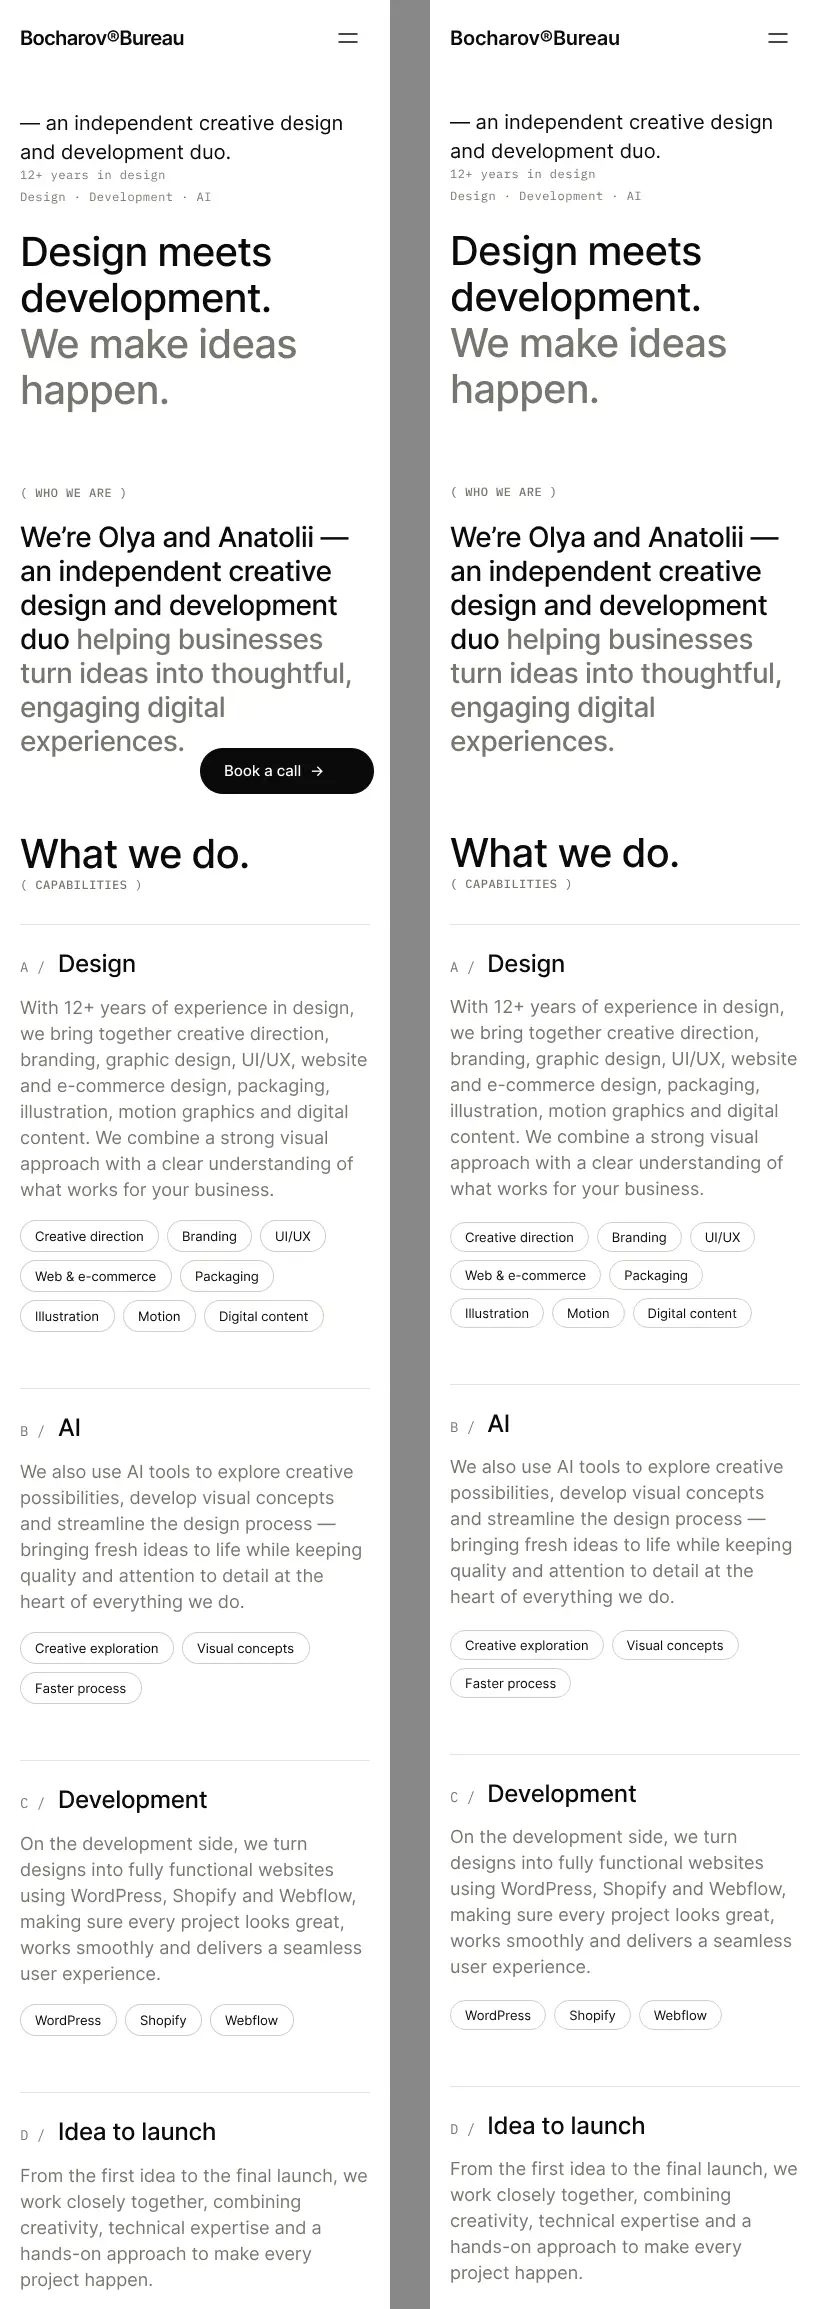 Bocharov®Bureau
— an independent creative design
and development duo.
12+ years in design
Design · Development · AI
Design meets
development.
We make ideas
happen.
( WHO WE ARE )
We’re Olya and Anatolii —
an independent creative
design and development
duo helping businesses
turn ideas into thoughtful,
engaging digital
experiences.
Book a call →
What we do.
( CAPABILITIES )
A / Design
With 12+ years of experience in design,
we bring together creative direction,
branding, graphic design, UI/UX, website
and e-commerce design, packaging,
illustration, motion graphics and digital
content. We combine a strong visual
approach with a clear understanding of
what works for your business.
Creative direction Branding UI/UX
Web & e-commerce Packaging
Illustration Motion Digital content
B / AI
We also use AI tools to explore creative
possibilities, develop visual concepts
and streamline the design process —
bringing fresh ideas to life while keeping
quality and attention to detail at the
heart of everything we do.
Creative exploration Visual concepts
Faster process
C / Development
On the development side, we turn
designs into fully functional websites
using WordPress, Shopify and Webflow,
making sure every project looks great,
works smoothly and delivers a seamless
user experience.
WordPress Shopify Webflow
D / Idea to launch
From the first idea to the final launch, we
work closely together, combining
creativity, technical expertise and a
hands-on approach to make every
project happen.
Bocharov®Bureau
— an independent creative design
and development duo.
12+ years in design
Design · Development · AI
Design meets
development.
We make ideas
happen.
( WHO WE ARE )
We’re Olya and Anatolii —
an independent creative
design and development
duo helping businesses
turn ideas into thoughtful,
engaging digital
experiences.
What we do.
( CAPABILITIES )
A / Design
With 12+ years of experience in design,
we bring together creative direction,
branding, graphic design, UI/UX, website
and e-commerce design, packaging,
illustration, motion graphics and digital
content. We combine a strong visual
approach with a clear understanding of
what works for your business.
Creative direction Branding UI/UX
Web & e-commerce Packaging
Illustration Motion Digital content
B / AI
We also use AI tools to explore creative
possibilities, develop visual concepts
and streamline the design process —
bringing fresh ideas to life while keeping
quality and attention to detail at the
heart of everything we do.
Creative exploration Visual concepts
Faster process
C / Development
On the development side, we turn
designs into fully functional websites
using WordPress, Shopify and Webflow,
making sure every project looks great,
works smoothly and delivers a seamless
user experience.
WordPress Shopify Webflow
D / Idea to launch
From the first idea to the final launch, we
work closely together, combining
creativity, technical expertise and a
hands-on approach to make every
project happen.